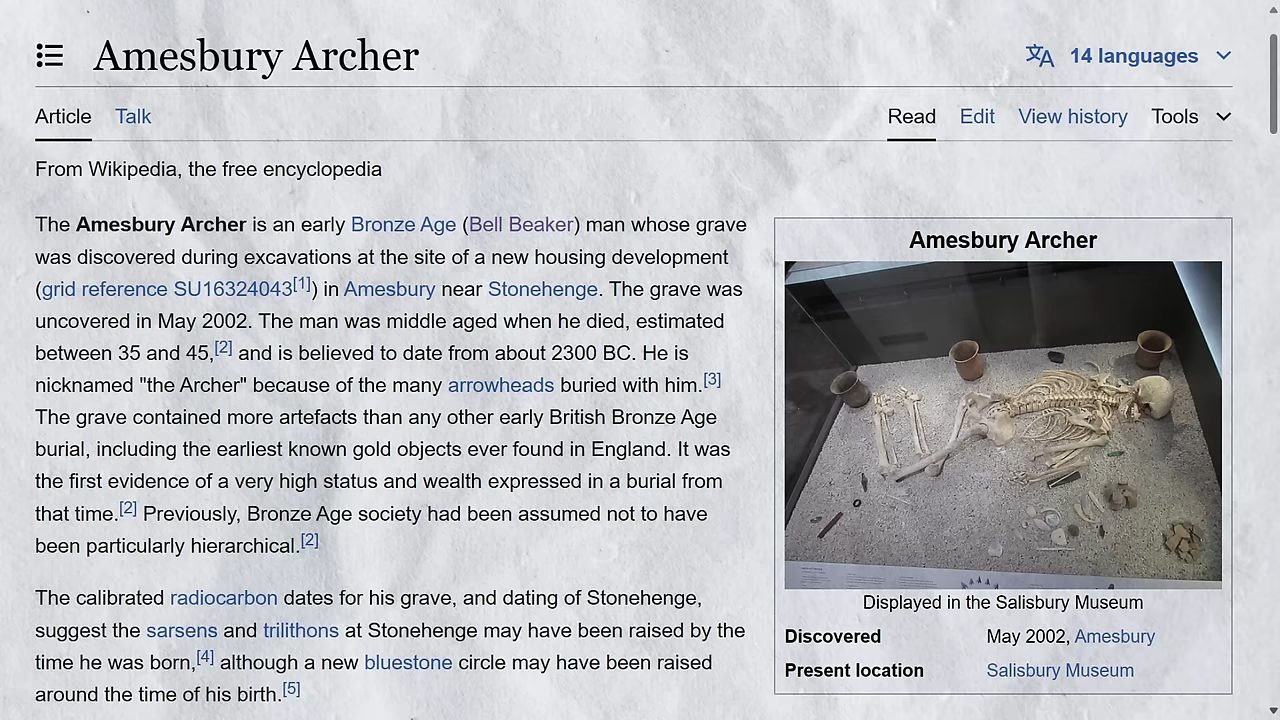 Amesbury Archer
14 languages
Article Talk
Read Edit View history Tools
From Wikipedia, the free encyclopedia
The Amesbury Archer is an early Bronze Age (Bell Beaker) man whose grave
was discovered during excavations at the site of a new housing development
(grid reference SU16324043[1]) in Amesbury near Stonehenge. The grave was
uncovered in May 2002. The man was middle aged when he died, estimated
between 35 and 45,[2] and is believed to date from about 2300 BC. He is
nicknamed "the Archer" because of the many arrowheads buried with him.[3]
The grave contained more artefacts than any other early British Bronze Age
burial, including the earliest known gold objects ever found in England. It was
the first evidence of a very high status and wealth expressed in a burial from
that time.[2] Previously, Bronze Age society had been assumed not to have
been particularly hierarchical.[2]
The calibrated radiocarbon dates for his grave, and dating of Stonehenge,
suggest the sarsens and trilithons at Stonehenge may have been raised by the
time he was born,[4] although a new bluestone circle may have been raised
around the time of his birth.[5]
Amesbury Archer
Displayed in the Salisbury Museum
Discovered May 2002, Amesbury
Present location Salisbury Museum